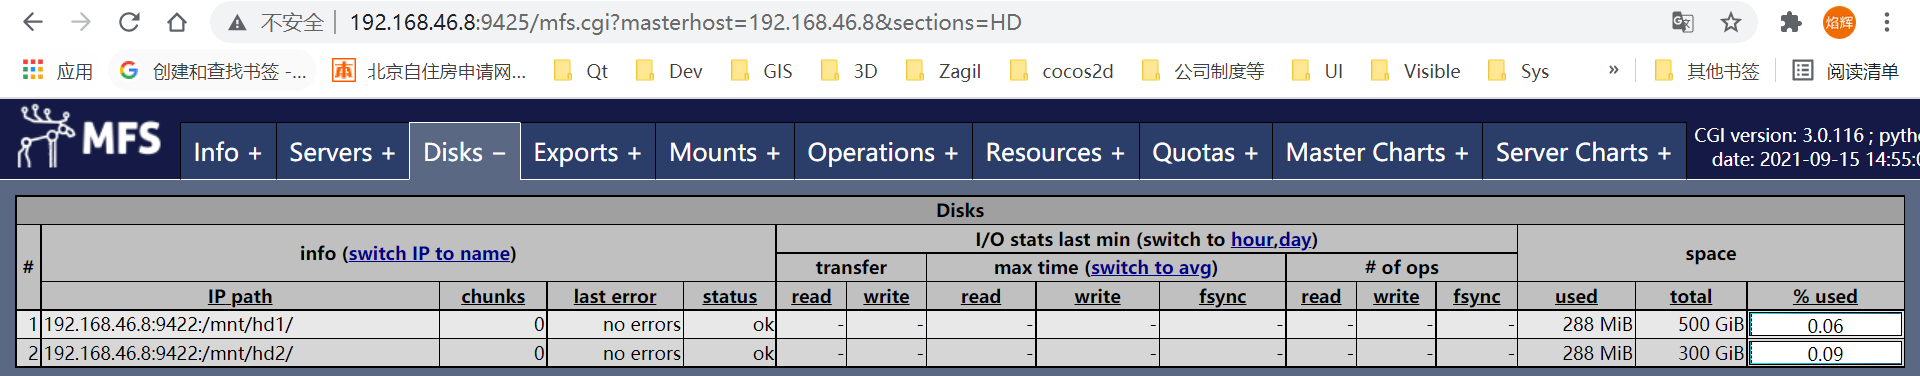 不安全 192.168.46.8:9425/mfs.cgi?masterhost=192.168.46.8&sections=HD 焰辉
应用 创建和查找书签 -... 本 北京自住房申请网... Qt Dev GIS 3D Zagil cocos2d 公司制度等 UI Visible Sys » 其他书签 阅读清单
MFS Info + Servers + Disks − Exports + Mounts + Operations + Resources + Quotas + Master Charts + Server Charts + CGI version: 3.0.116 ; pyth
date: 2021-09-15 14:55:
Disks
# info (switch IP to name) I/O stats last min (switch to hour,day) space
transfer max time (switch to avg) # of ops
IP path chunks last error status read write read write fsync read write fsync used total % used
1 192.168.46.8:9422:/mnt/hd1/ 0 no errors ok - - - - - - - - 288 MiB 500 GiB 0.06
2 192.168.46.8:9422:/mnt/hd2/ 0 no errors ok - - - - - - - - 288 MiB 300 GiB 0.09